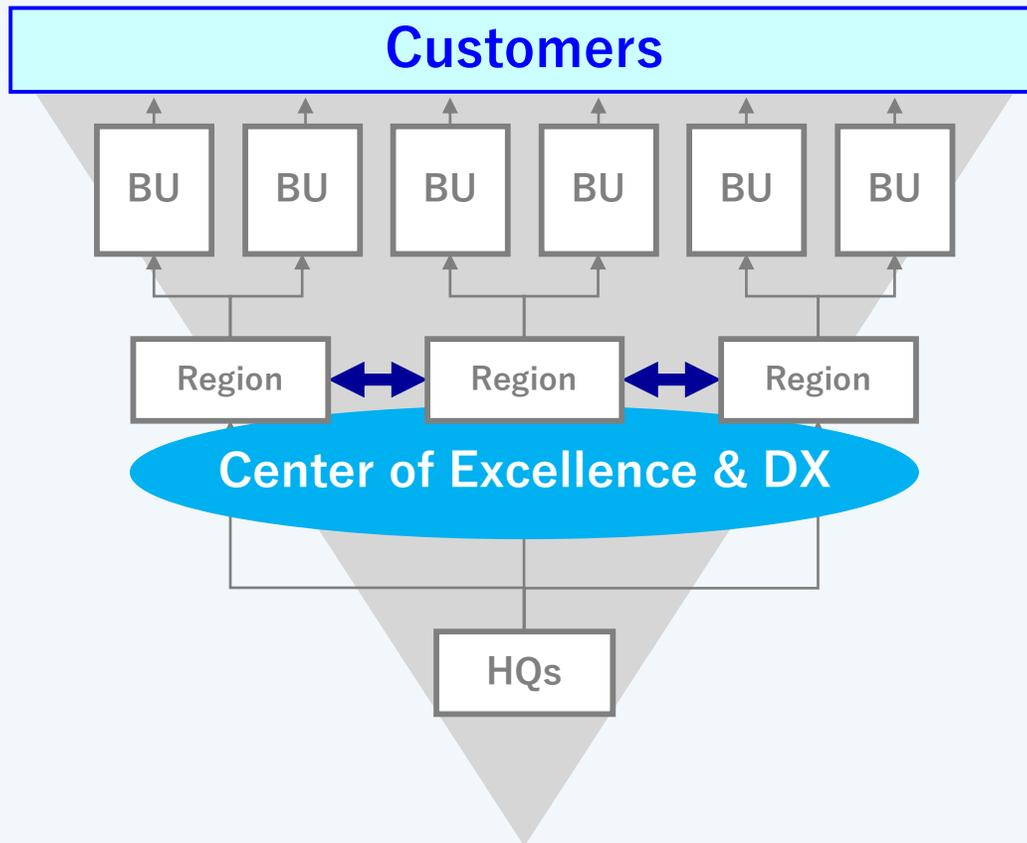 Customers
BU BU BU BU BU BU
Region Region Region
Center of Excellence & DX
HQs